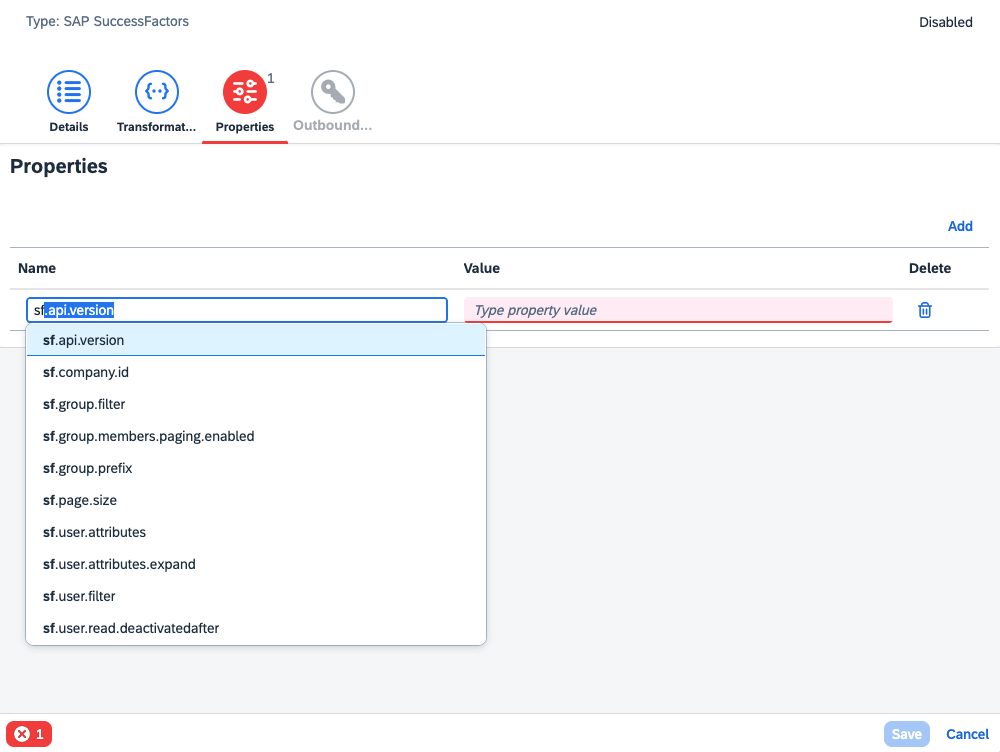 Type: SAP SuccessFactors
Disabled
1
Details
Transformat...
Properties
Outbound...
Properties
Add
Name
Value
Delete
sf.api.version
Type property value
sf.api.version
sf.company.id
sf.group.filter
sf.group.members.paging.enabled
sf.group.prefix
sf.page.size
sf.user.attributes
sf.user.attributes.expand
sf.user.filter
sf.user.read.deactivatedafter
1
Save
Cancel